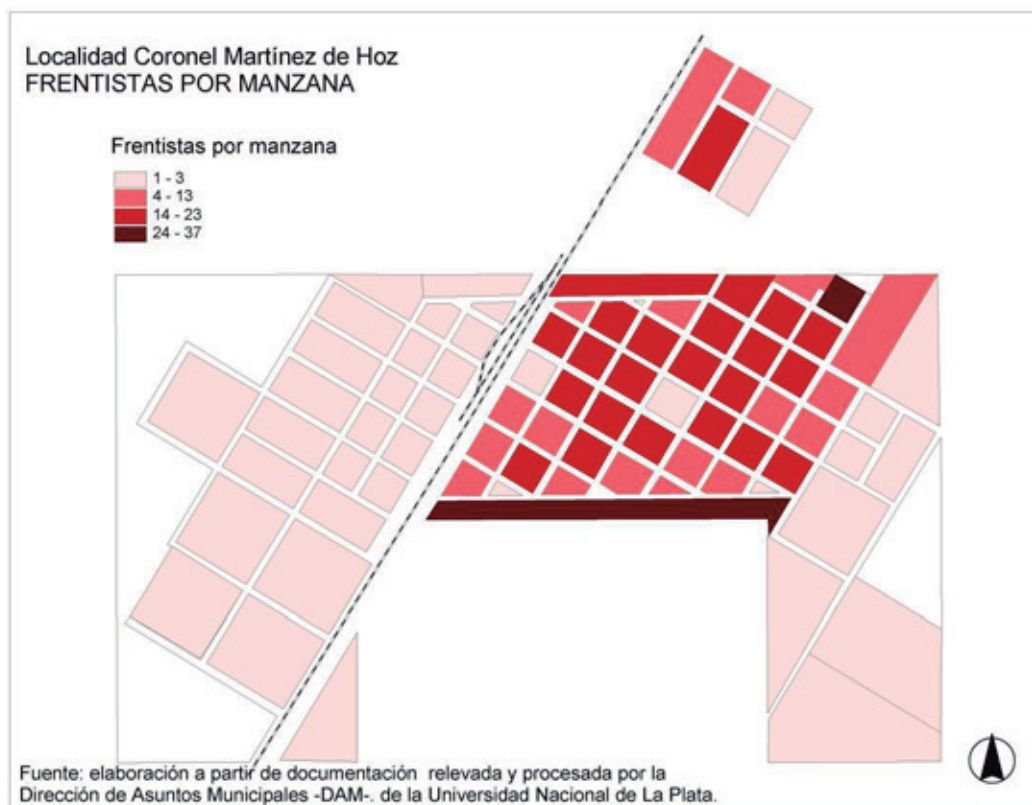 Localidad Coronel Martínez de Hoz
FRENTISTAS POR MANZANA
Frentistas por manzana
1 - 3
4 - 13
14 - 23
24 - 37
Fuente: elaboración a partir de documentación relevada y procesada por la
Dirección de Asuntos Municipales -DAM-. de la Universidad Nacional de La Plata.